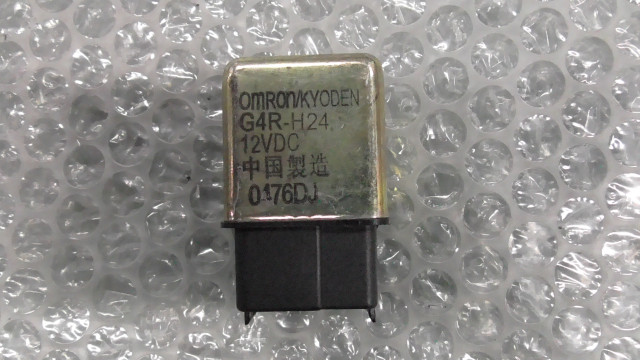 OMRON/KYODEN
G4R-H24
12VDC
中国製造
0176DJ